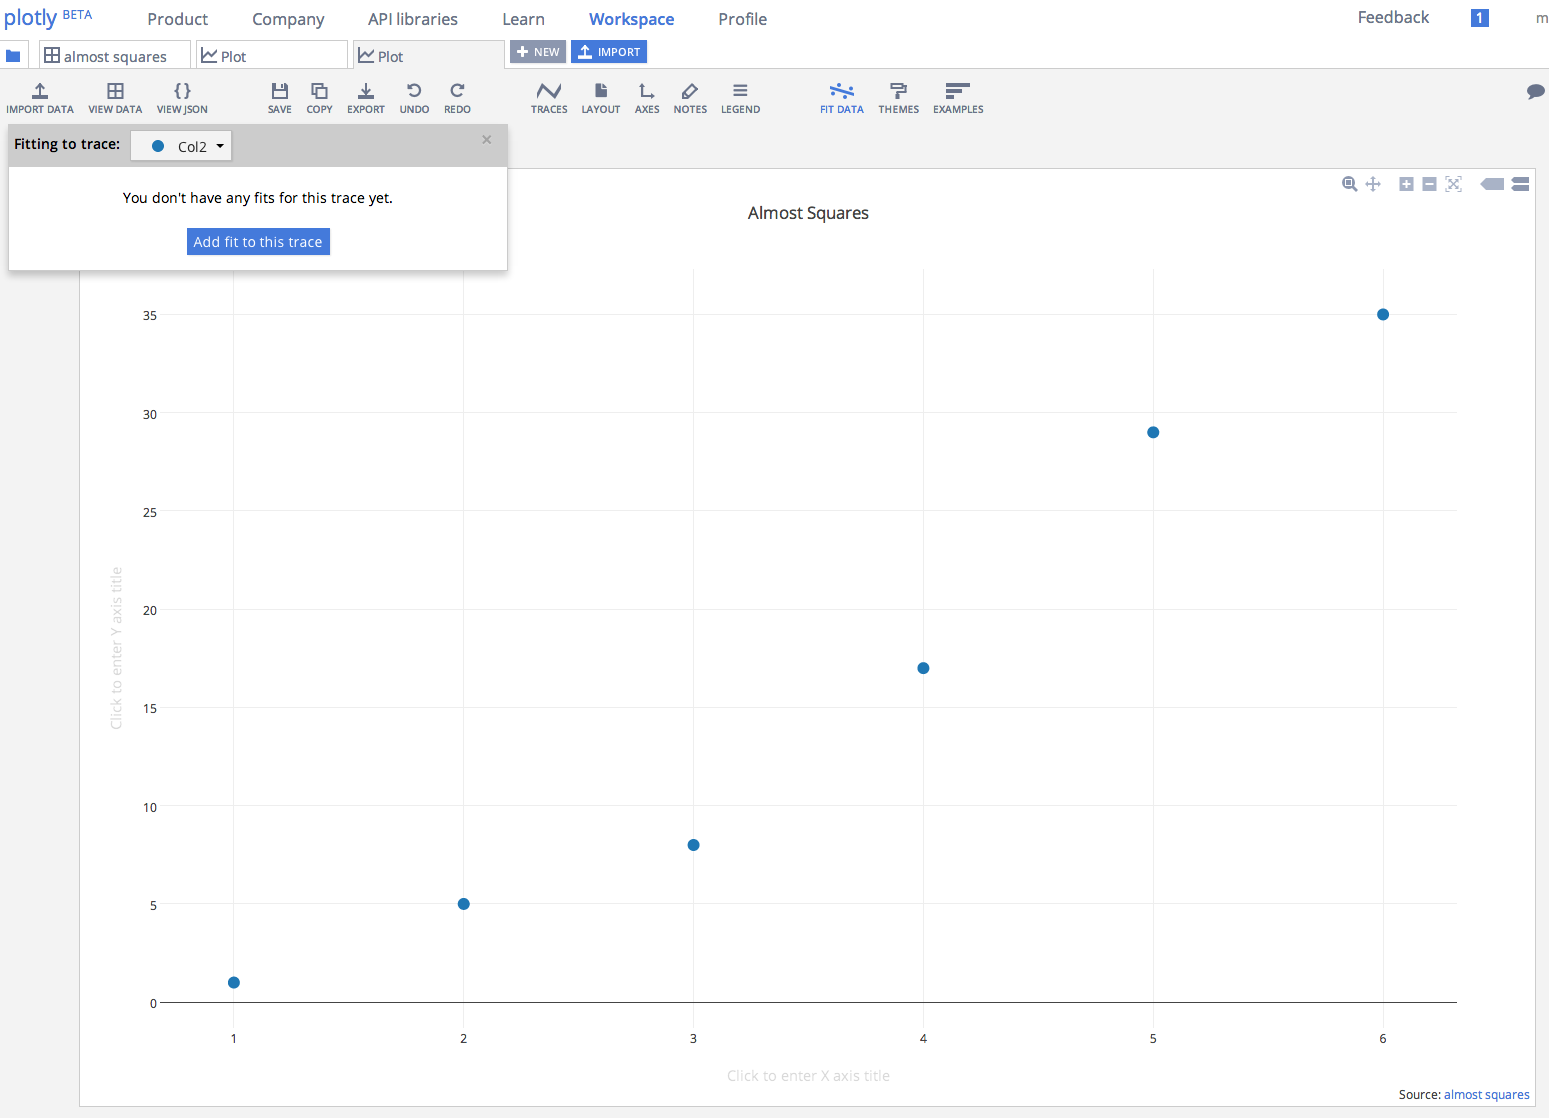 plotly BETA Product Company API libraries Learn Workspace Profile Feedback 1 m
almost squares Plot Plot NEW IMPORT
IMPORT DATA VIEW DATA VIEW JSON SAVE COPY EXPORT UNDO REDO TRACES LAYOUT AXES NOTES LEGEND FIT DATA THEMES EXAMPLES
Fitting to trace: Col2 ×
You don't have any fits for this trace yet.
Add fit to this trace
Almost Squares
35
30
25
20
15
10
5
0
Click to enter Y axis title
1 2 3 4 5 6
Click to enter X axis title
Source: almost squares